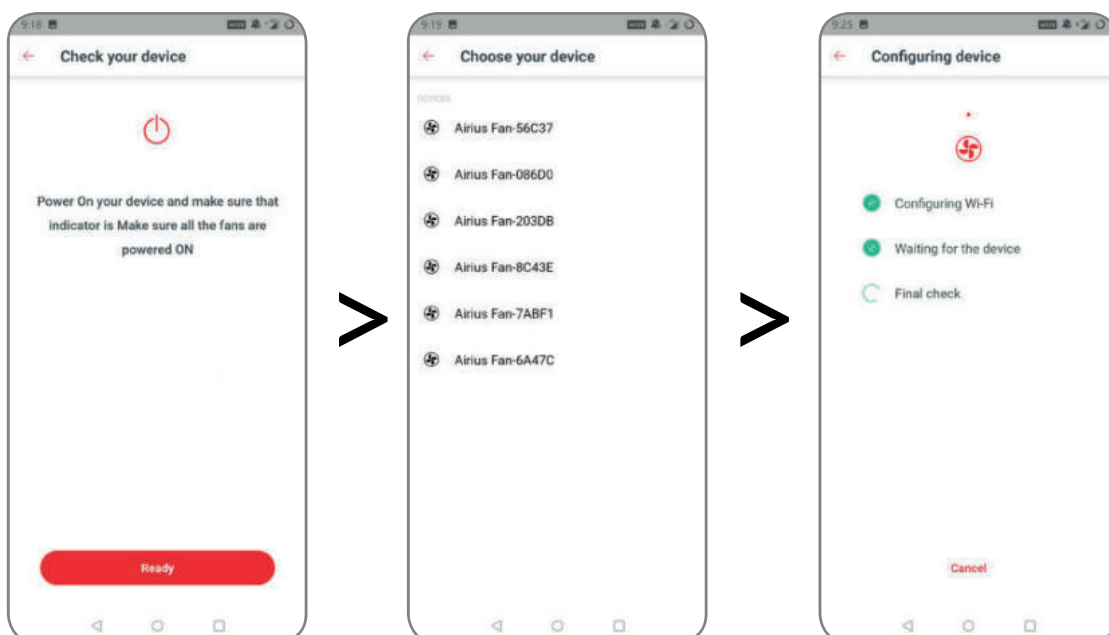 9:18
Check your device
Power On your device and make sure that
indicator is Make sure all the fans are
powered ON
Ready
>
9:19
Choose your device
DEVICES
Airius Fan-56C37
Airius Fan-086D0
Airius Fan-203DB
Airius Fan-8C43E
Airius Fan-7ABF1
Airius Fan-6A47C
>
9:25
Configuring device
Configuring Wi-Fi
Waiting for the device
Final check
Cancel